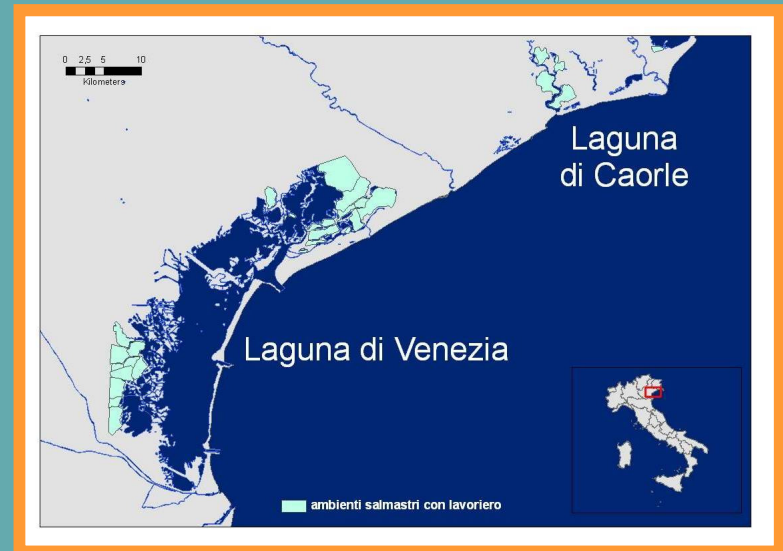 0 2,5 5 10
Kilometers
Laguna
di Caorle
Laguna di Venezia
ambienti salmastri con lavoriero